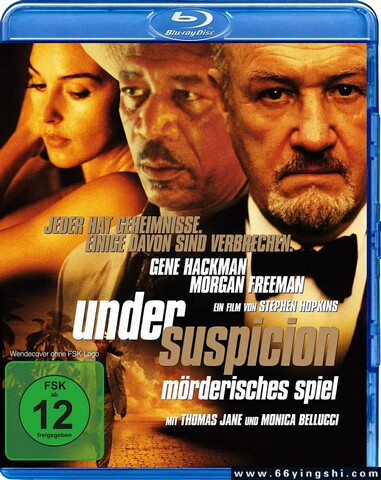 Blu-ray Disc
JEDER HAT GEHEIMNISSE.
EINIGE DAVON SIND VERBRECHEN.
GENE HACKMAN
MORGAN FREEMAN
EIN FILM VON STEPHEN HOPKINS
under
suspicion
mörderisches spiel
MIT THOMAS JANE UND MONICA BELLUCCI
Wendecover ohne FSK-Logo
FSK
ab
12
freigegeben
www.66yingshi.com